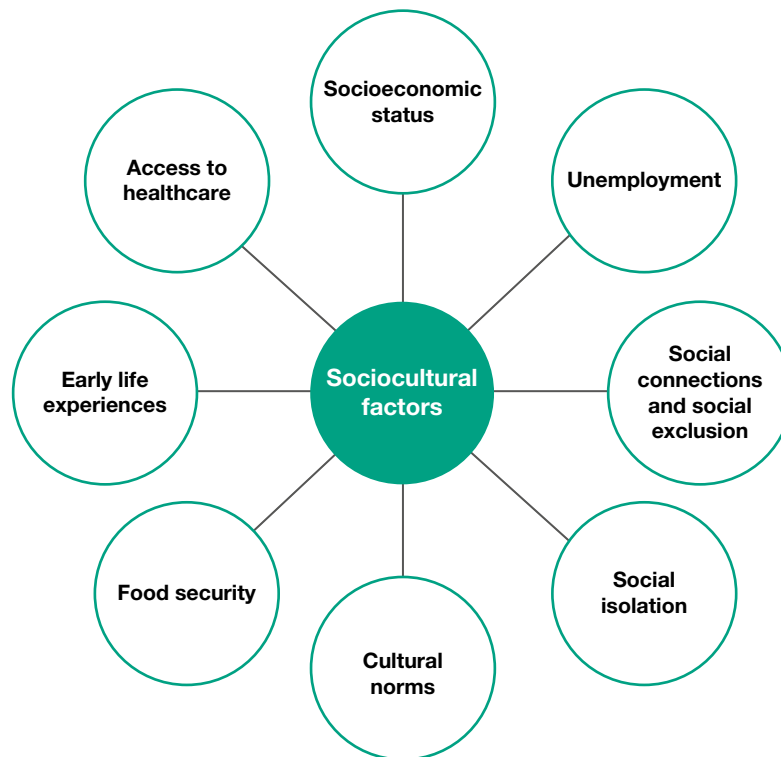 Socioeconomic
status
Access to
healthcare
Unemployment
Early life
experiences
Sociocultural
factors
Social
connections
and social
exclusion
Food security
Social
isolation
Cultural
norms